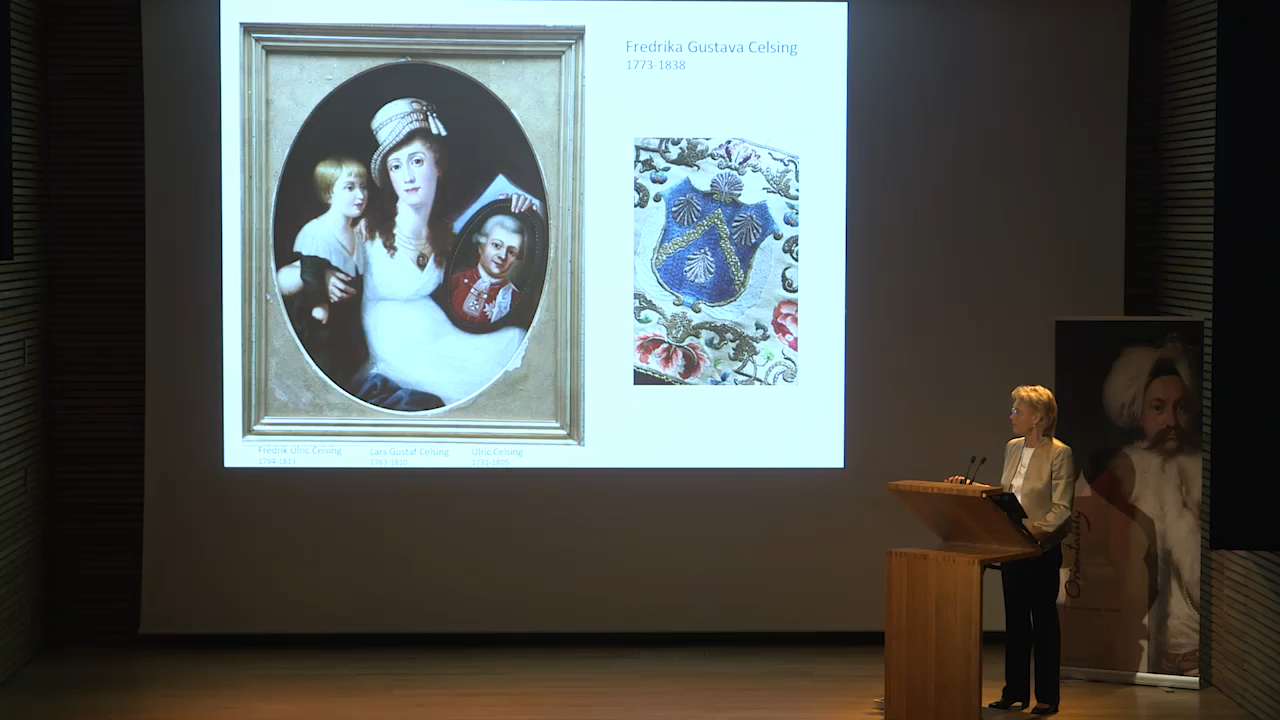 Fredrika Gustava Celsing
1773-1838
Fredrik Ulric Celsing
Lars Gustaf Celsing
Ulric Celsing
1794-1813
1763-1810
1731-1805